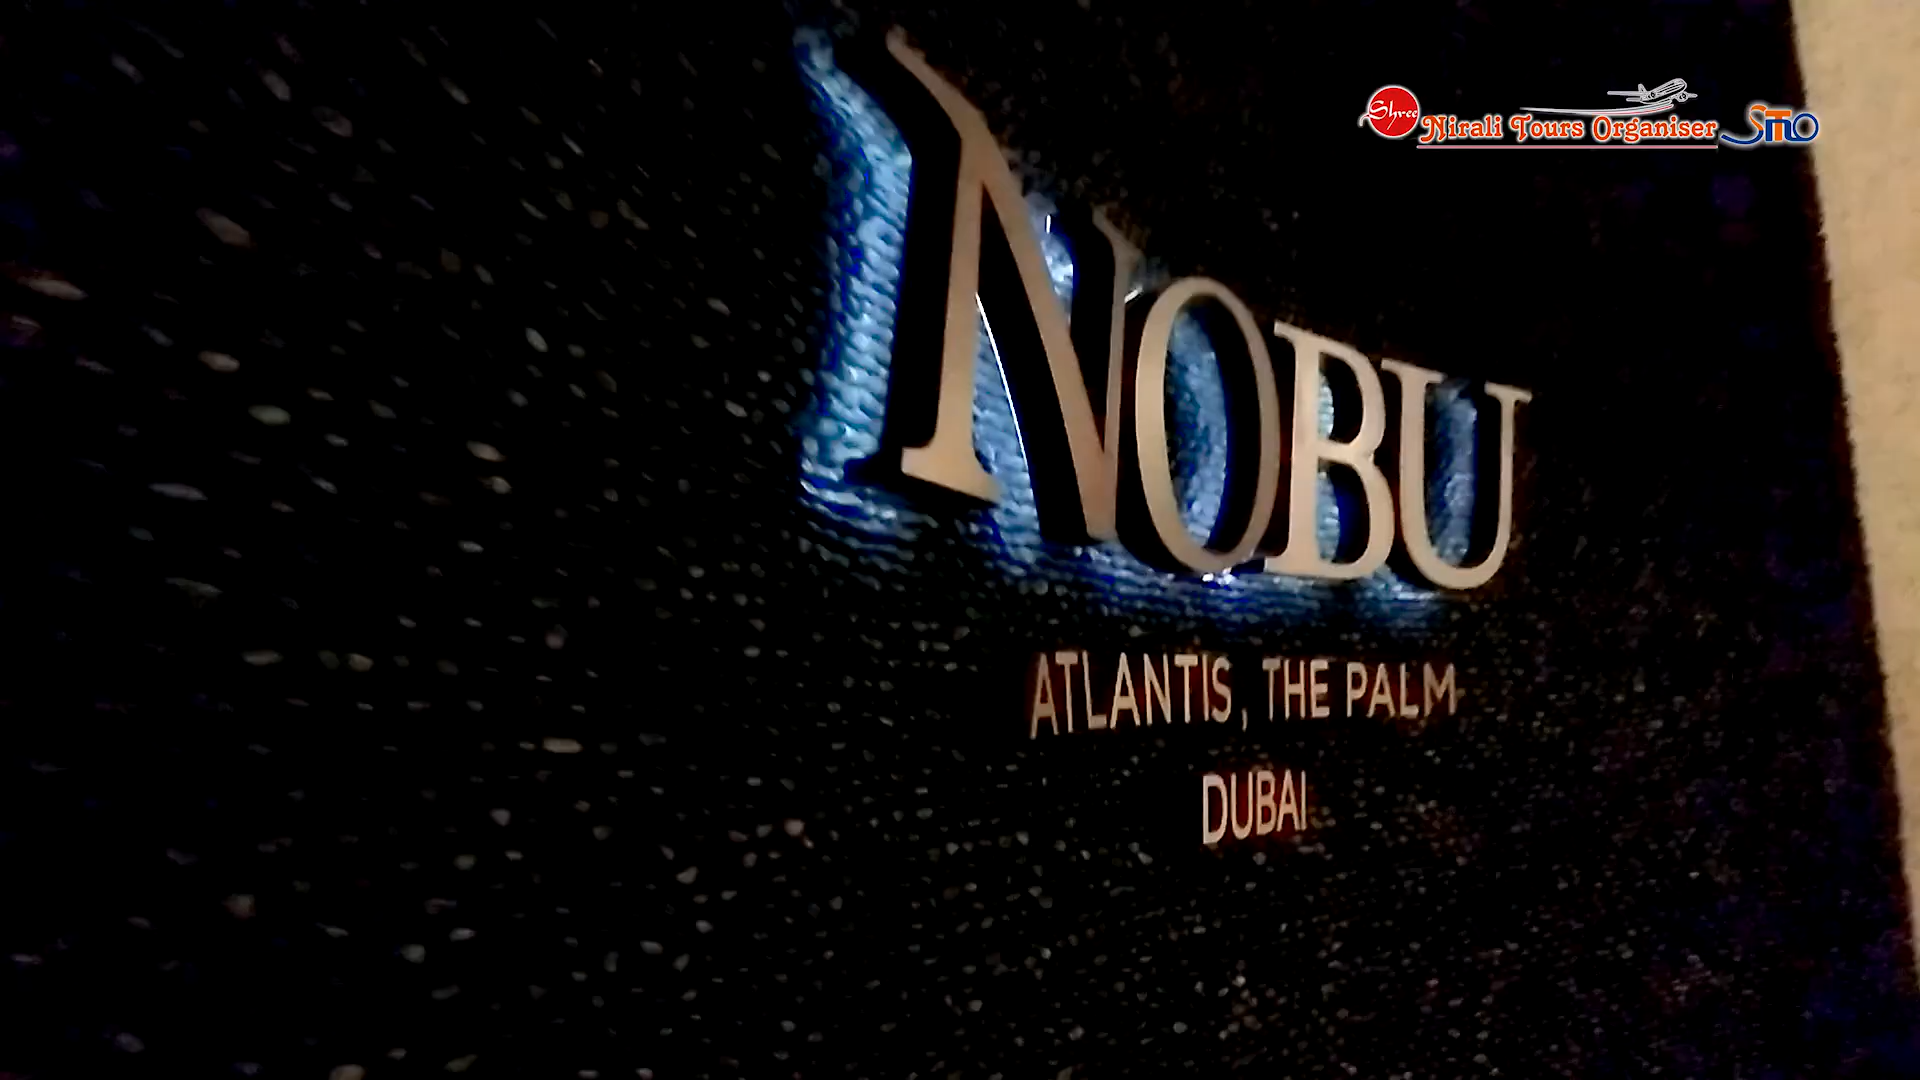 Shree Nirali Tours Organiser SNTO
NOBU
ATLANTIS, THE PALM
DUBAI